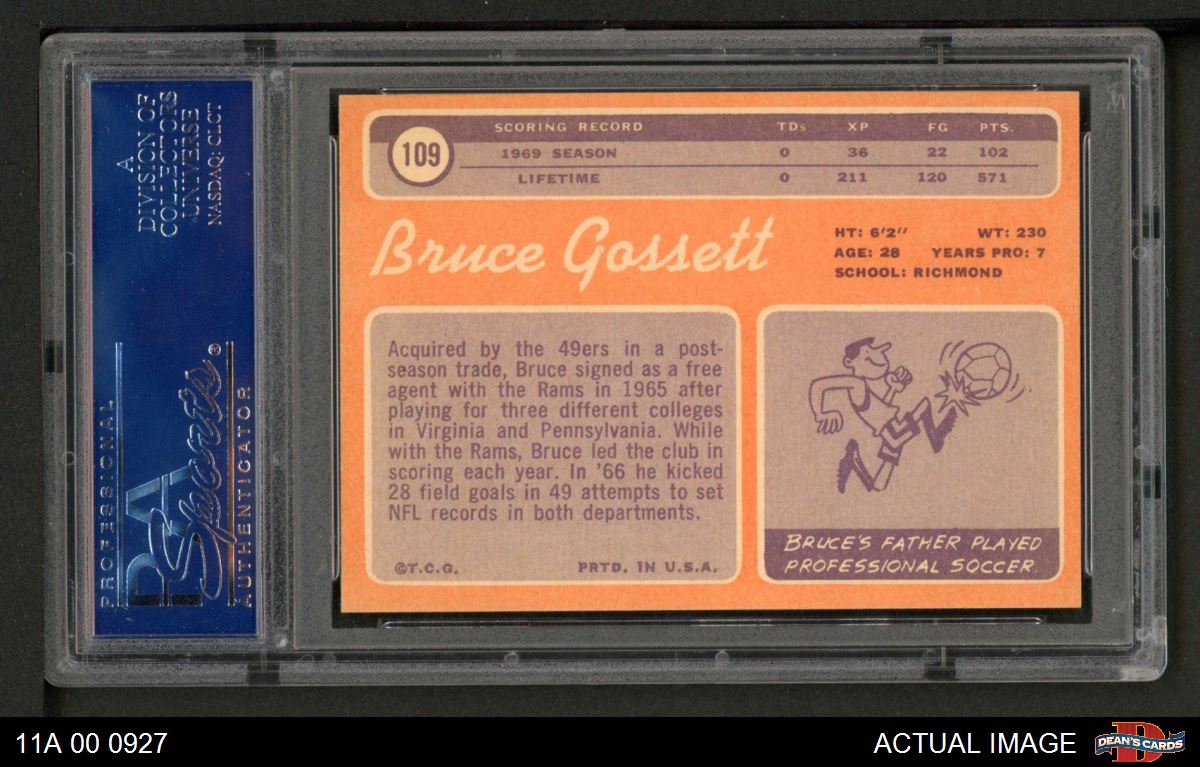 A
DIVISION OF
COLLECTORS
UNIVERSE
NASDAQ: CLCT
PROFESSIONAL
PSA
Sports®
AUTHENTICATOR
109
SCORING RECORD TDs XP FG PTS.
1969 SEASON 0 36 22 102
LIFETIME 0 211 120 571
Bruce Gossett
HT: 6'2'' WT: 230
AGE: 28 YEARS PRO: 7
SCHOOL: RICHMOND
Acquired by the 49ers in a post-
season trade, Bruce signed as a free
agent with the Rams in 1965 after
playing for three different colleges
in Virginia and Pennsylvania. While
with the Rams, Bruce led the club in
scoring each year. In '66 he kicked
28 field goals in 49 attempts to set
NFL records in both departments.
©T.C.G. PRTD. IN U.S.A.
BRUCE'S FATHER PLAYED
PROFESSIONAL SOCCER.
11A 00 0927
ACTUAL IMAGE
D
DEAN'S CARDS